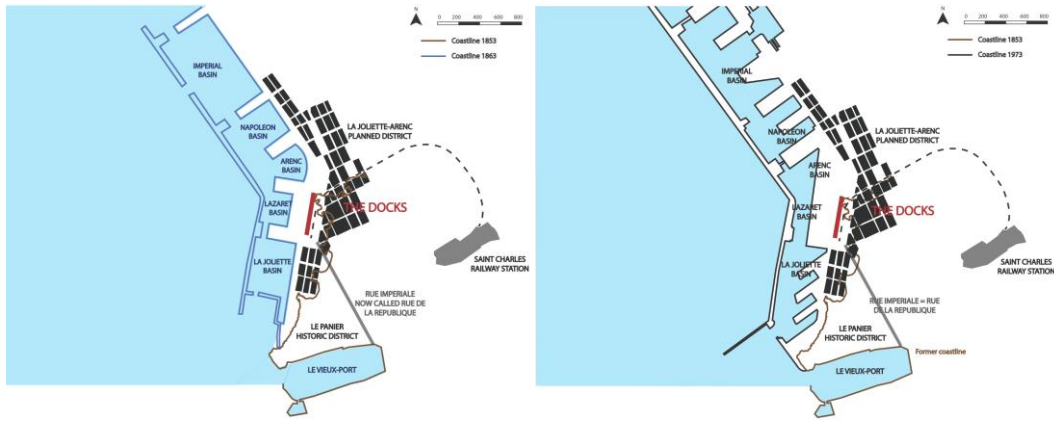 N
0 200 400 600 800
Coastline 1853
Coastline 1863
IMPERIAL
BASIN
NAPOLEON
BASIN
LA JOLIETTE-ARENC
PLANNED DISTRICT
ARENC
BASIN
LAZARET
BASIN
THE DOCKS
LA JOLIETTE
BASIN
SAINT CHARLES
RAILWAY STATION
RUE IMPERIALE
NOW CALLED RUE DE
LA REPUBLIQUE
LE PANIER
HISTORIC DISTRICT
LE VIEUX-PORT
N
0 200 400 600 800
Coastline 1853
Coastline 1973
IMPERIAL
BASIN
NAPOLEON
BASIN
LA JOLIETTE-ARENC
PLANNED DISTRICT
ARENC
BASIN
LAZARET
BASIN
THE DOCKS
LA JOLIETTE
BASIN
SAINT CHARLES
RAILWAY STATION
RUE IMPERIALE = RUE
DE LA REPUBLIQUE
LE PANIER
HISTORIC DISTRICT
Former coastline
LE VIEUX-PORT